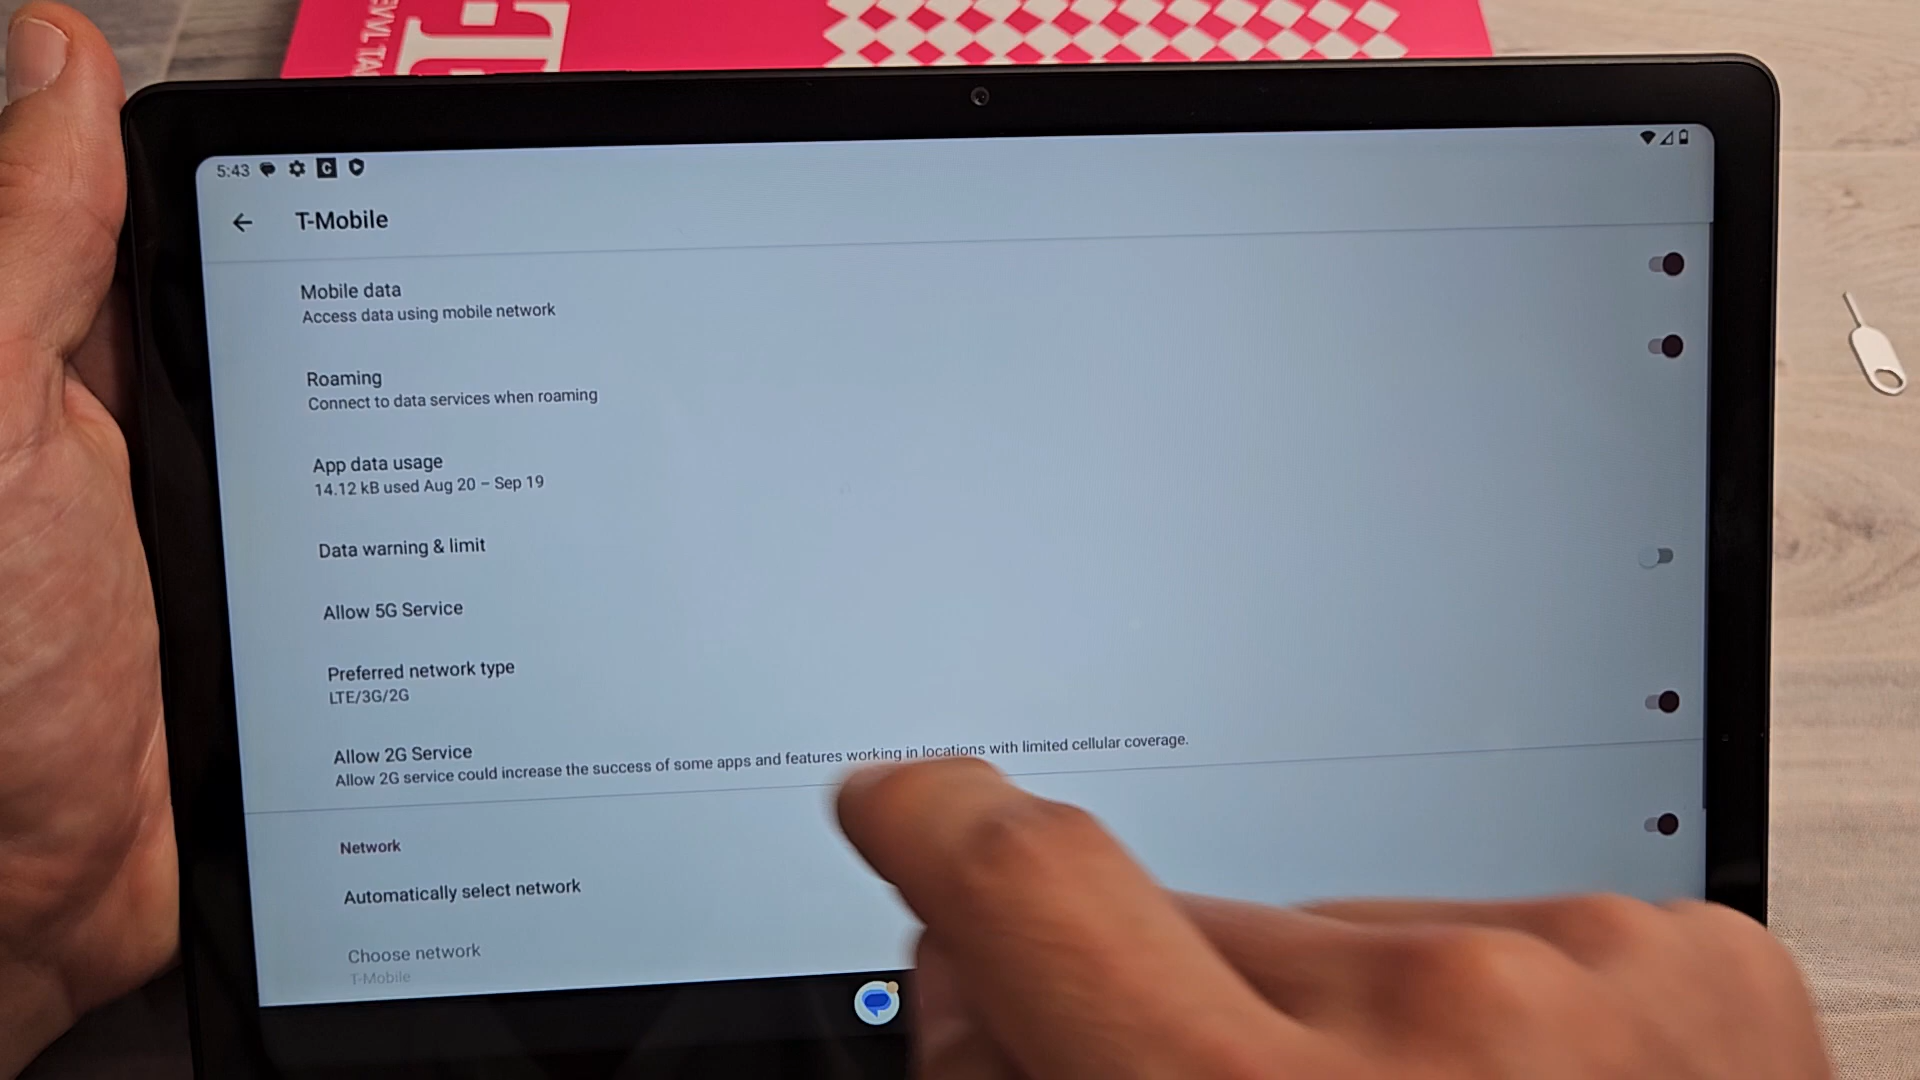 EVVL TA
5:43
T-Mobile
Mobile data
Access data using mobile network
Roaming
Connect to data services when roaming
App data usage
14.12 kB used Aug 20 – Sep 19
Data warning & limit
Allow 5G Service
Preferred network type
LTE/3G/2G
Allow 2G Service
Allow 2G service could increase the success of some apps and features working in locations with limited cellular coverage.
Network
Automatically select network
Choose network
T-Mobile